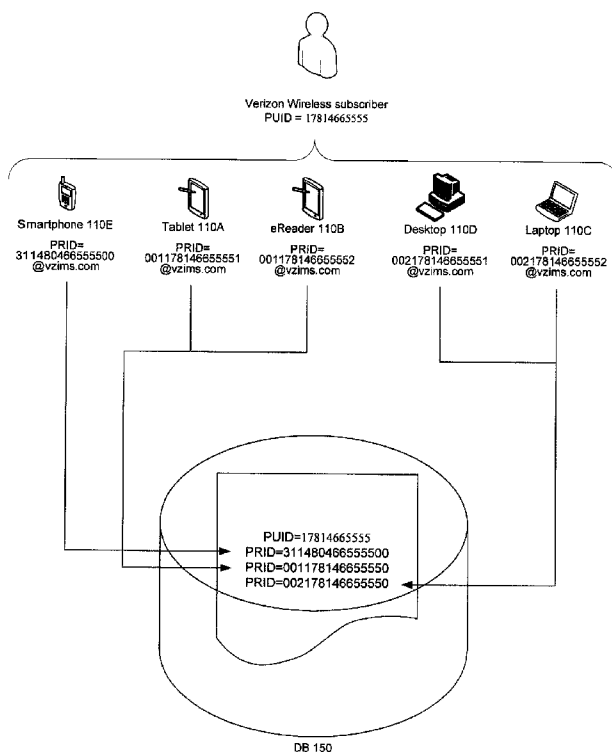 Verizon Wireless subscriber
PUID = 17814665555
Smartphone 110E
PRID=
311480466555500
@vzims.com
Tablet 110A
PRID=
001178146655551
@vzims.com
eReader 110B
PRID=
001178146655552
@vzims.com
Desktop 110D
PRID=
002178146655551
@vzims.com
Laptop 110C
PRID=
002178146655552
@vzims.com
PUID=17814665555
PRID=311480466555500
PRID=001178146655550
PRID=002178146655550
DB 150